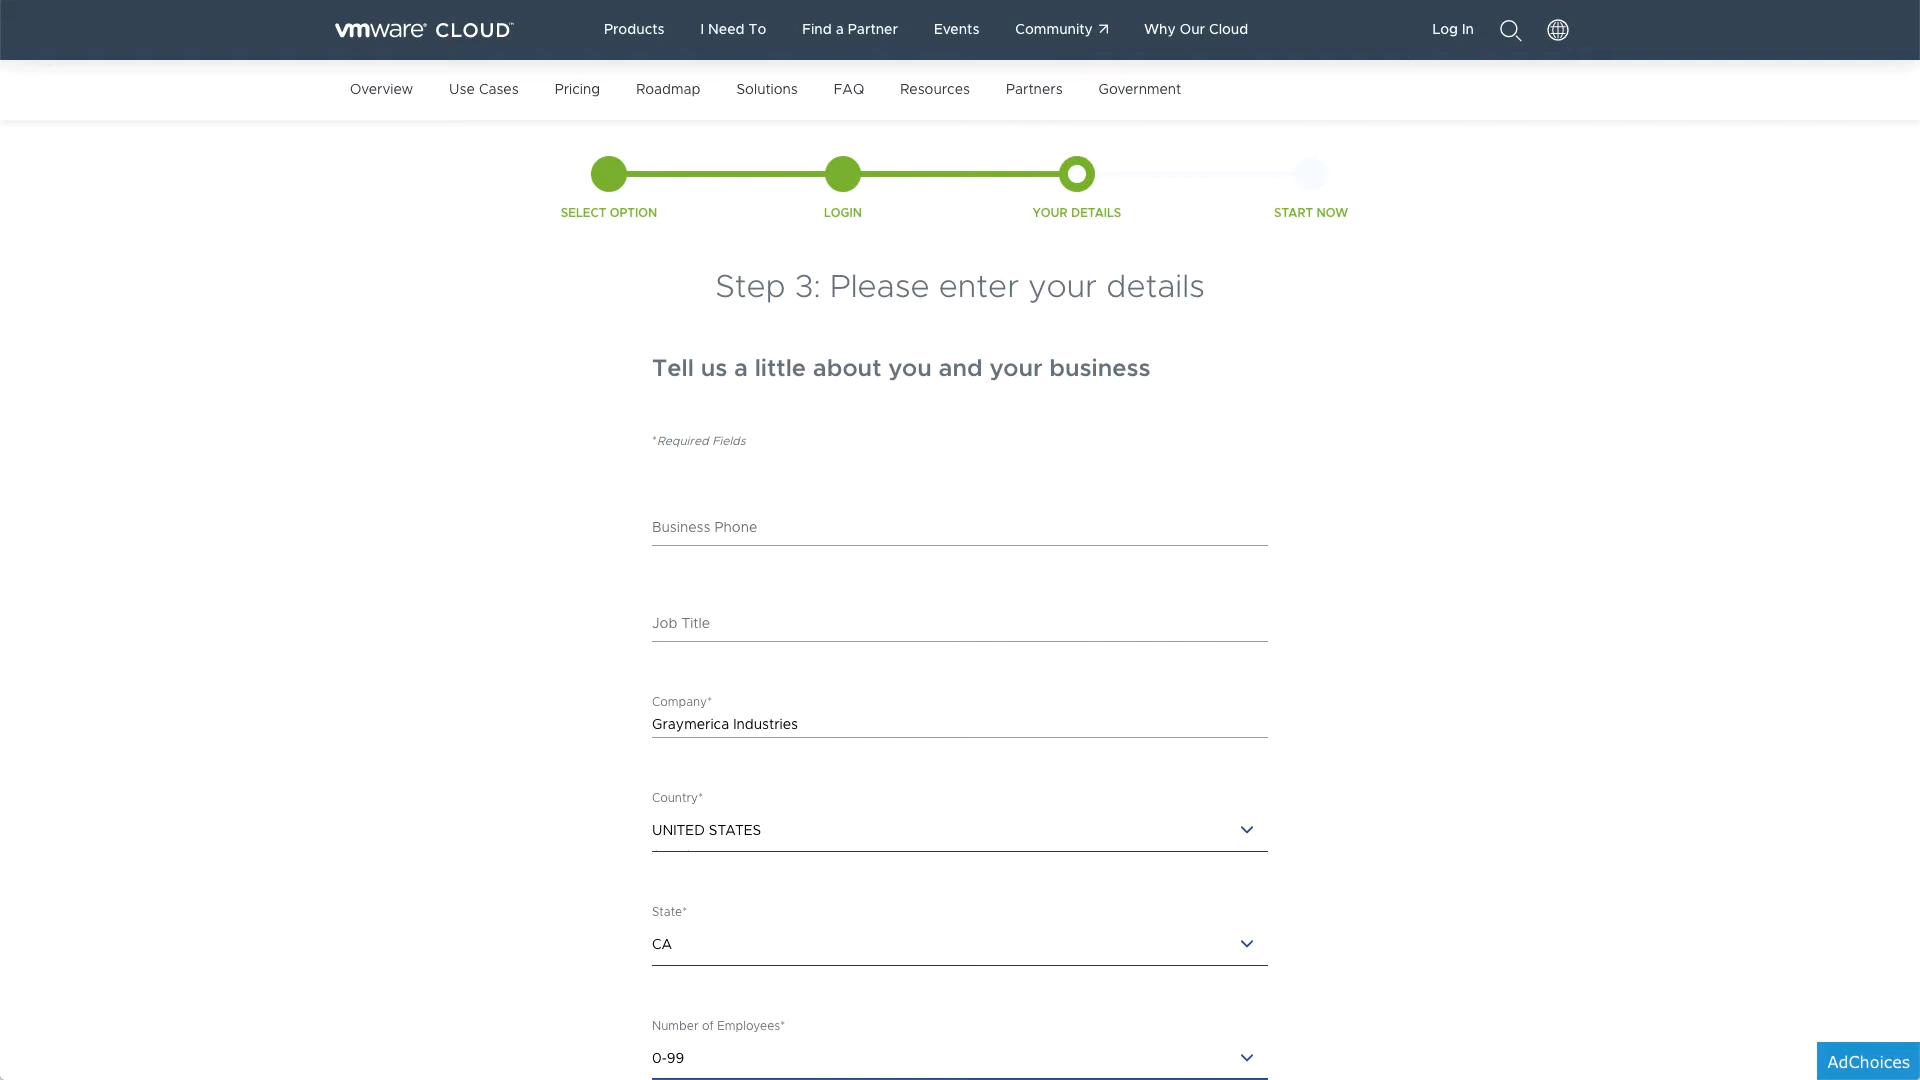 vmware® CLOUD™
Products I Need To Find a Partner Events Community Why Our Cloud Log In
Overview Use Cases Pricing Roadmap Solutions FAQ Resources Partners Government
SELECT OPTION LOGIN YOUR DETAILS START NOW
Step 3: Please enter your details
Tell us a little about you and your business
*Required Fields
Business Phone
Job Title
Company*
Graymerica Industries
Country*
UNITED STATES
State*
CA
Number of Employees*
0-99
AdChoices